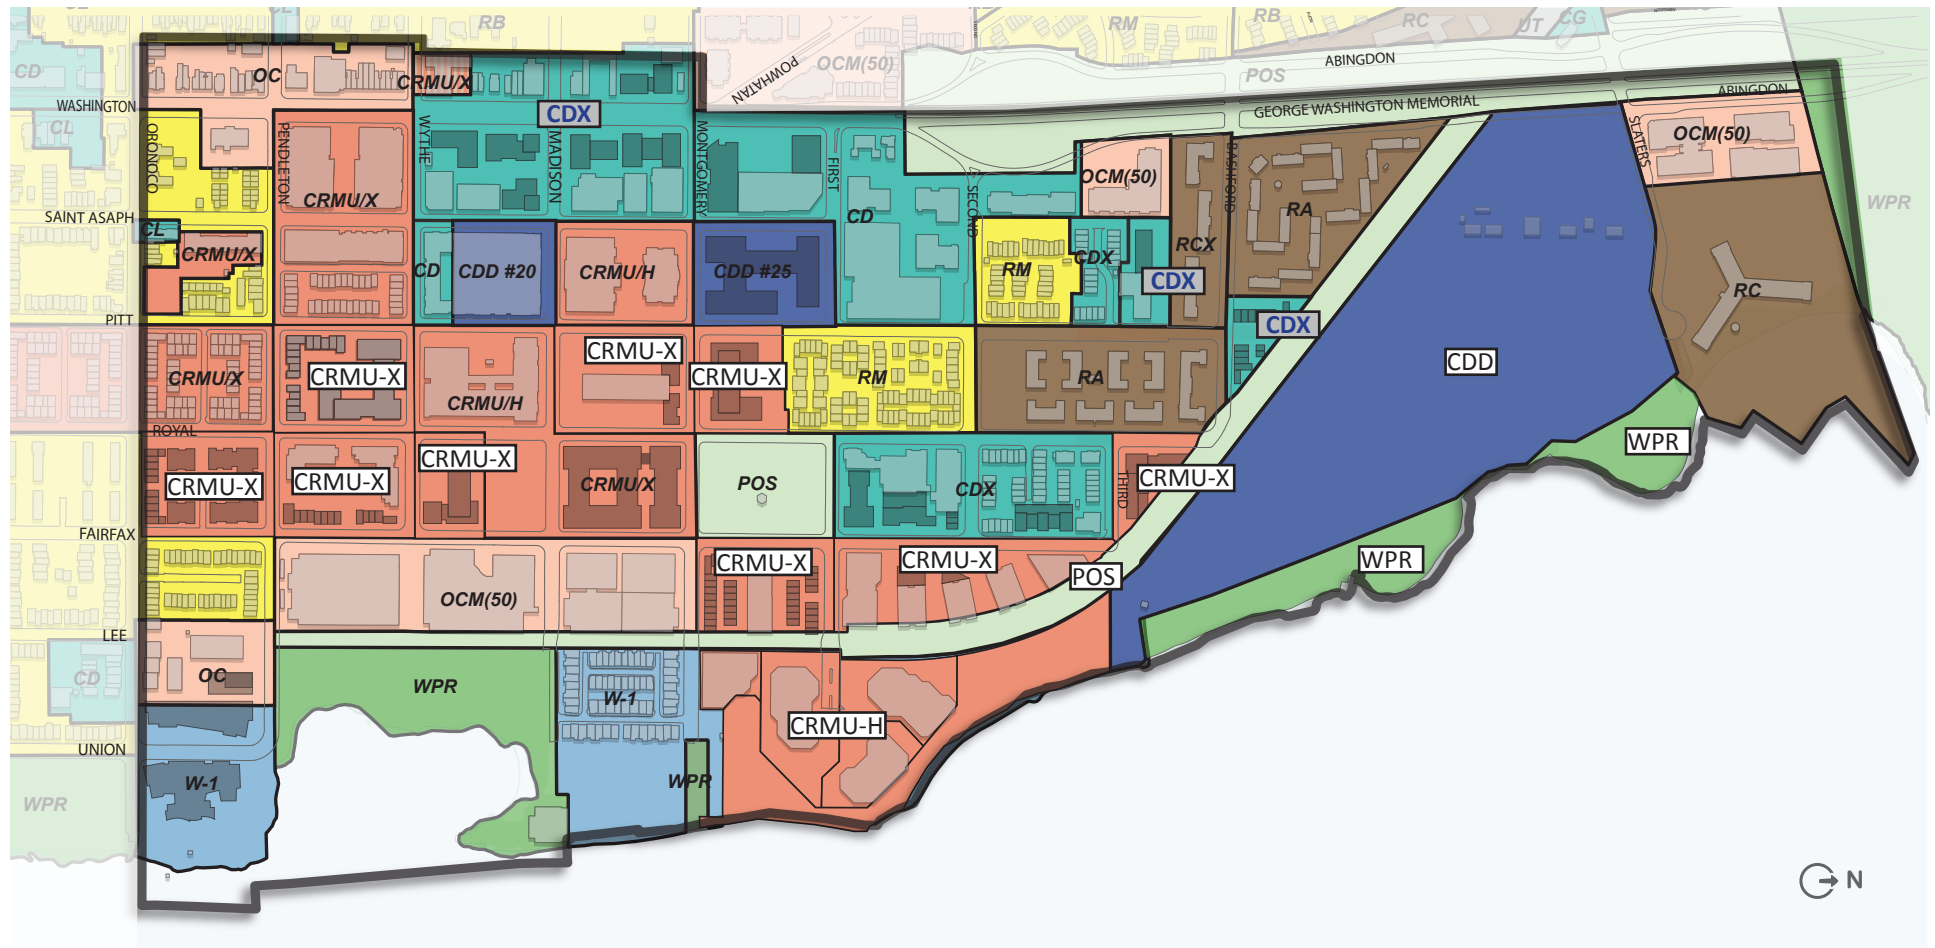 RB
RM
RB
RC
UT
CG
CL
POWHATAN
OCM(50)
POS
ABINGDON
CD
OC
CRMU/X
WASHINGTON
CL
CDX
GEORGE WASHINGTON MEMORIAL
ABINGDON
ORONOCO
PENDLETON
WYTHE
MADISON
MONTGOMERY
FIRST
SECOND
BASHFORD
SLATERS
OCM(50)
CRMU/X
OCM(50)
RA
WPR
SAINT ASAPH
CD
CL
CRMU/X
CD
CDD #20
CRMU/H
CDD #25
RM
CDX
CDX
RCX
RC
PITT
CDX
CRMU/X
CRMU-X
CRMU/H
CRMU-X
CRMU-X
RM
RA
CDD
ROYAL
CRMU-X
CRMU-X
CRMU-X
CRMU/X
POS
CDX
THIRD
CRMU-X
WPR
FAIRFAX
OCM(50)
CRMU-X
CRMU-X
POS
WPR
LEE
CD
OC
WPR
W-1
CRMU-H
UNION
W-1
WPR
WPR
N